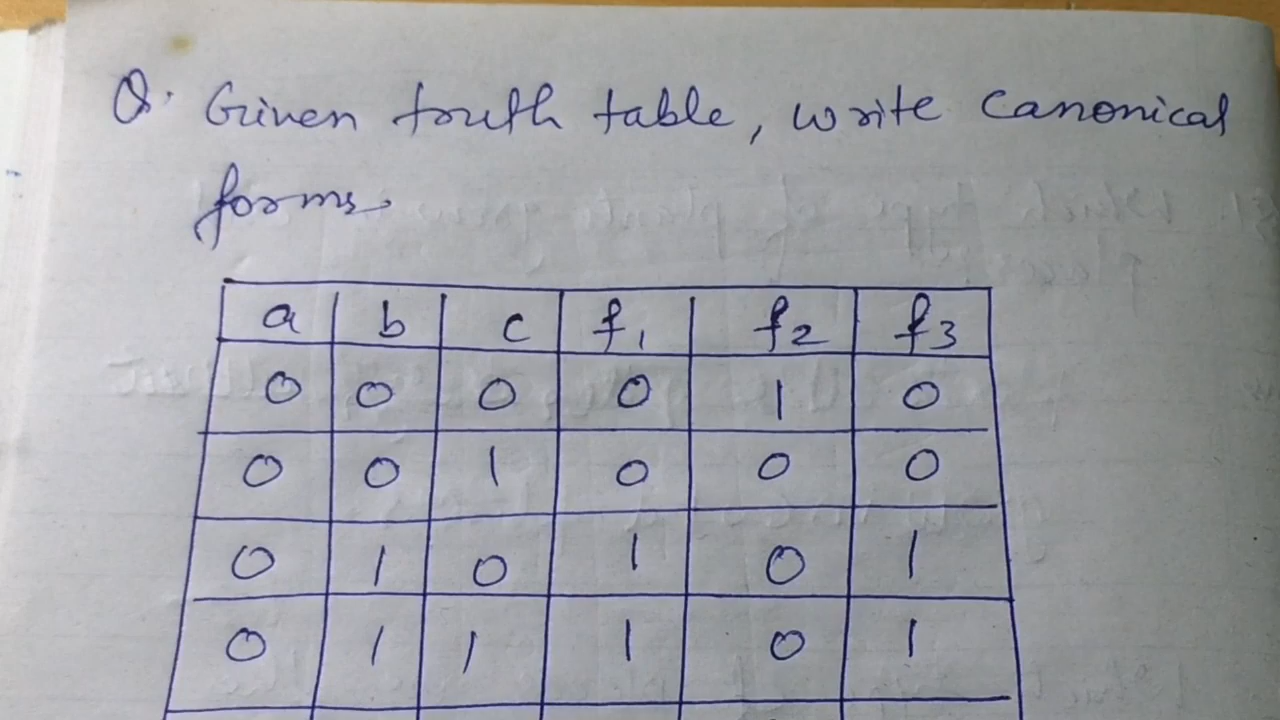 Q. Given truth table, write canonical
forms.
a b c f1 f2 f3
0 0 0 0 1 0
0 0 1 0 0 0
0 1 0 1 0 1
0 1 1 1 0 1